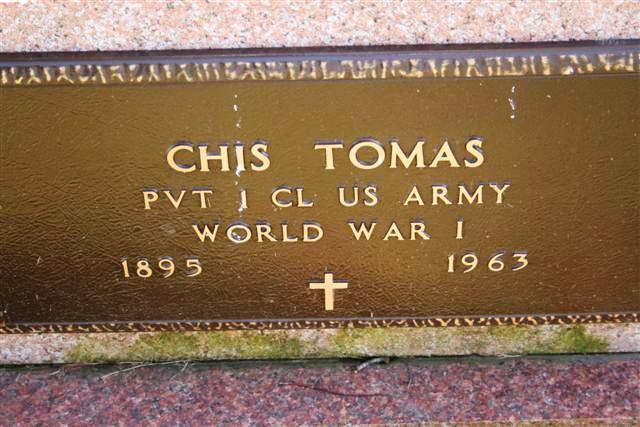 CHIS TOMAS
PVT 1 CL US ARMY
WORLD WAR I
1895 1963